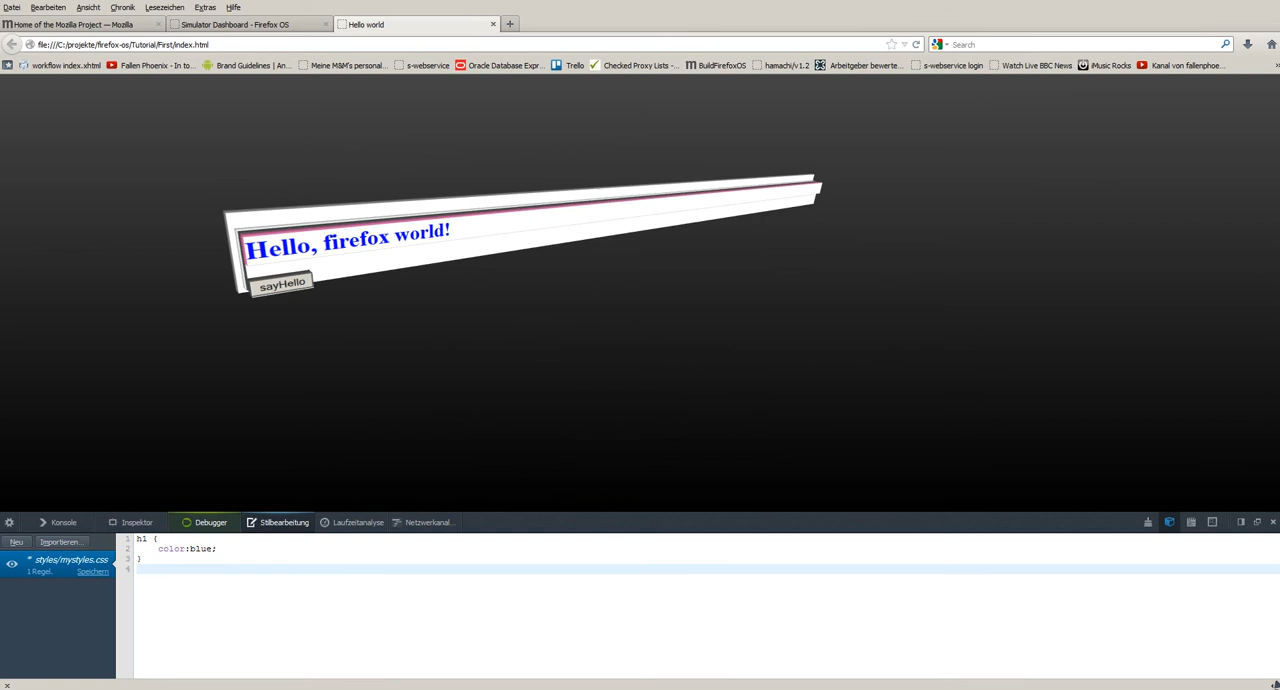 Datei Bearbeiten Ansicht Chronik Lesezeichen Extras Hilfe
Home of the Mozilla Project — Mozilla Simulator Dashboard - Firefox OS Hello world
file:///C:/projekte/firefox-os/Tutorial/First/index.html Search
workflow index.xhtml Fallen Phoenix - In to... Brand Guidelines | An... Meine M&M's personal... s-webservice Oracle Database Expr... Trello Checked Proxy Lists -... BuildFirefoxOS hamachi/v1.2 Arbeitgeber bewerte... s-webservice login Watch Live BBC News iMusic Rocks Kanal von fallenphoe...
Hello, firefox world!
sayHello
Konsole Inspektor Debugger Stilbearbeitung Laufzeitanalyse Netzwerkanal...
Neu Importieren...
* styles/mystyles.css
1 Regel. Speichern
1 h1 {
2 color:blue;
3 }
4